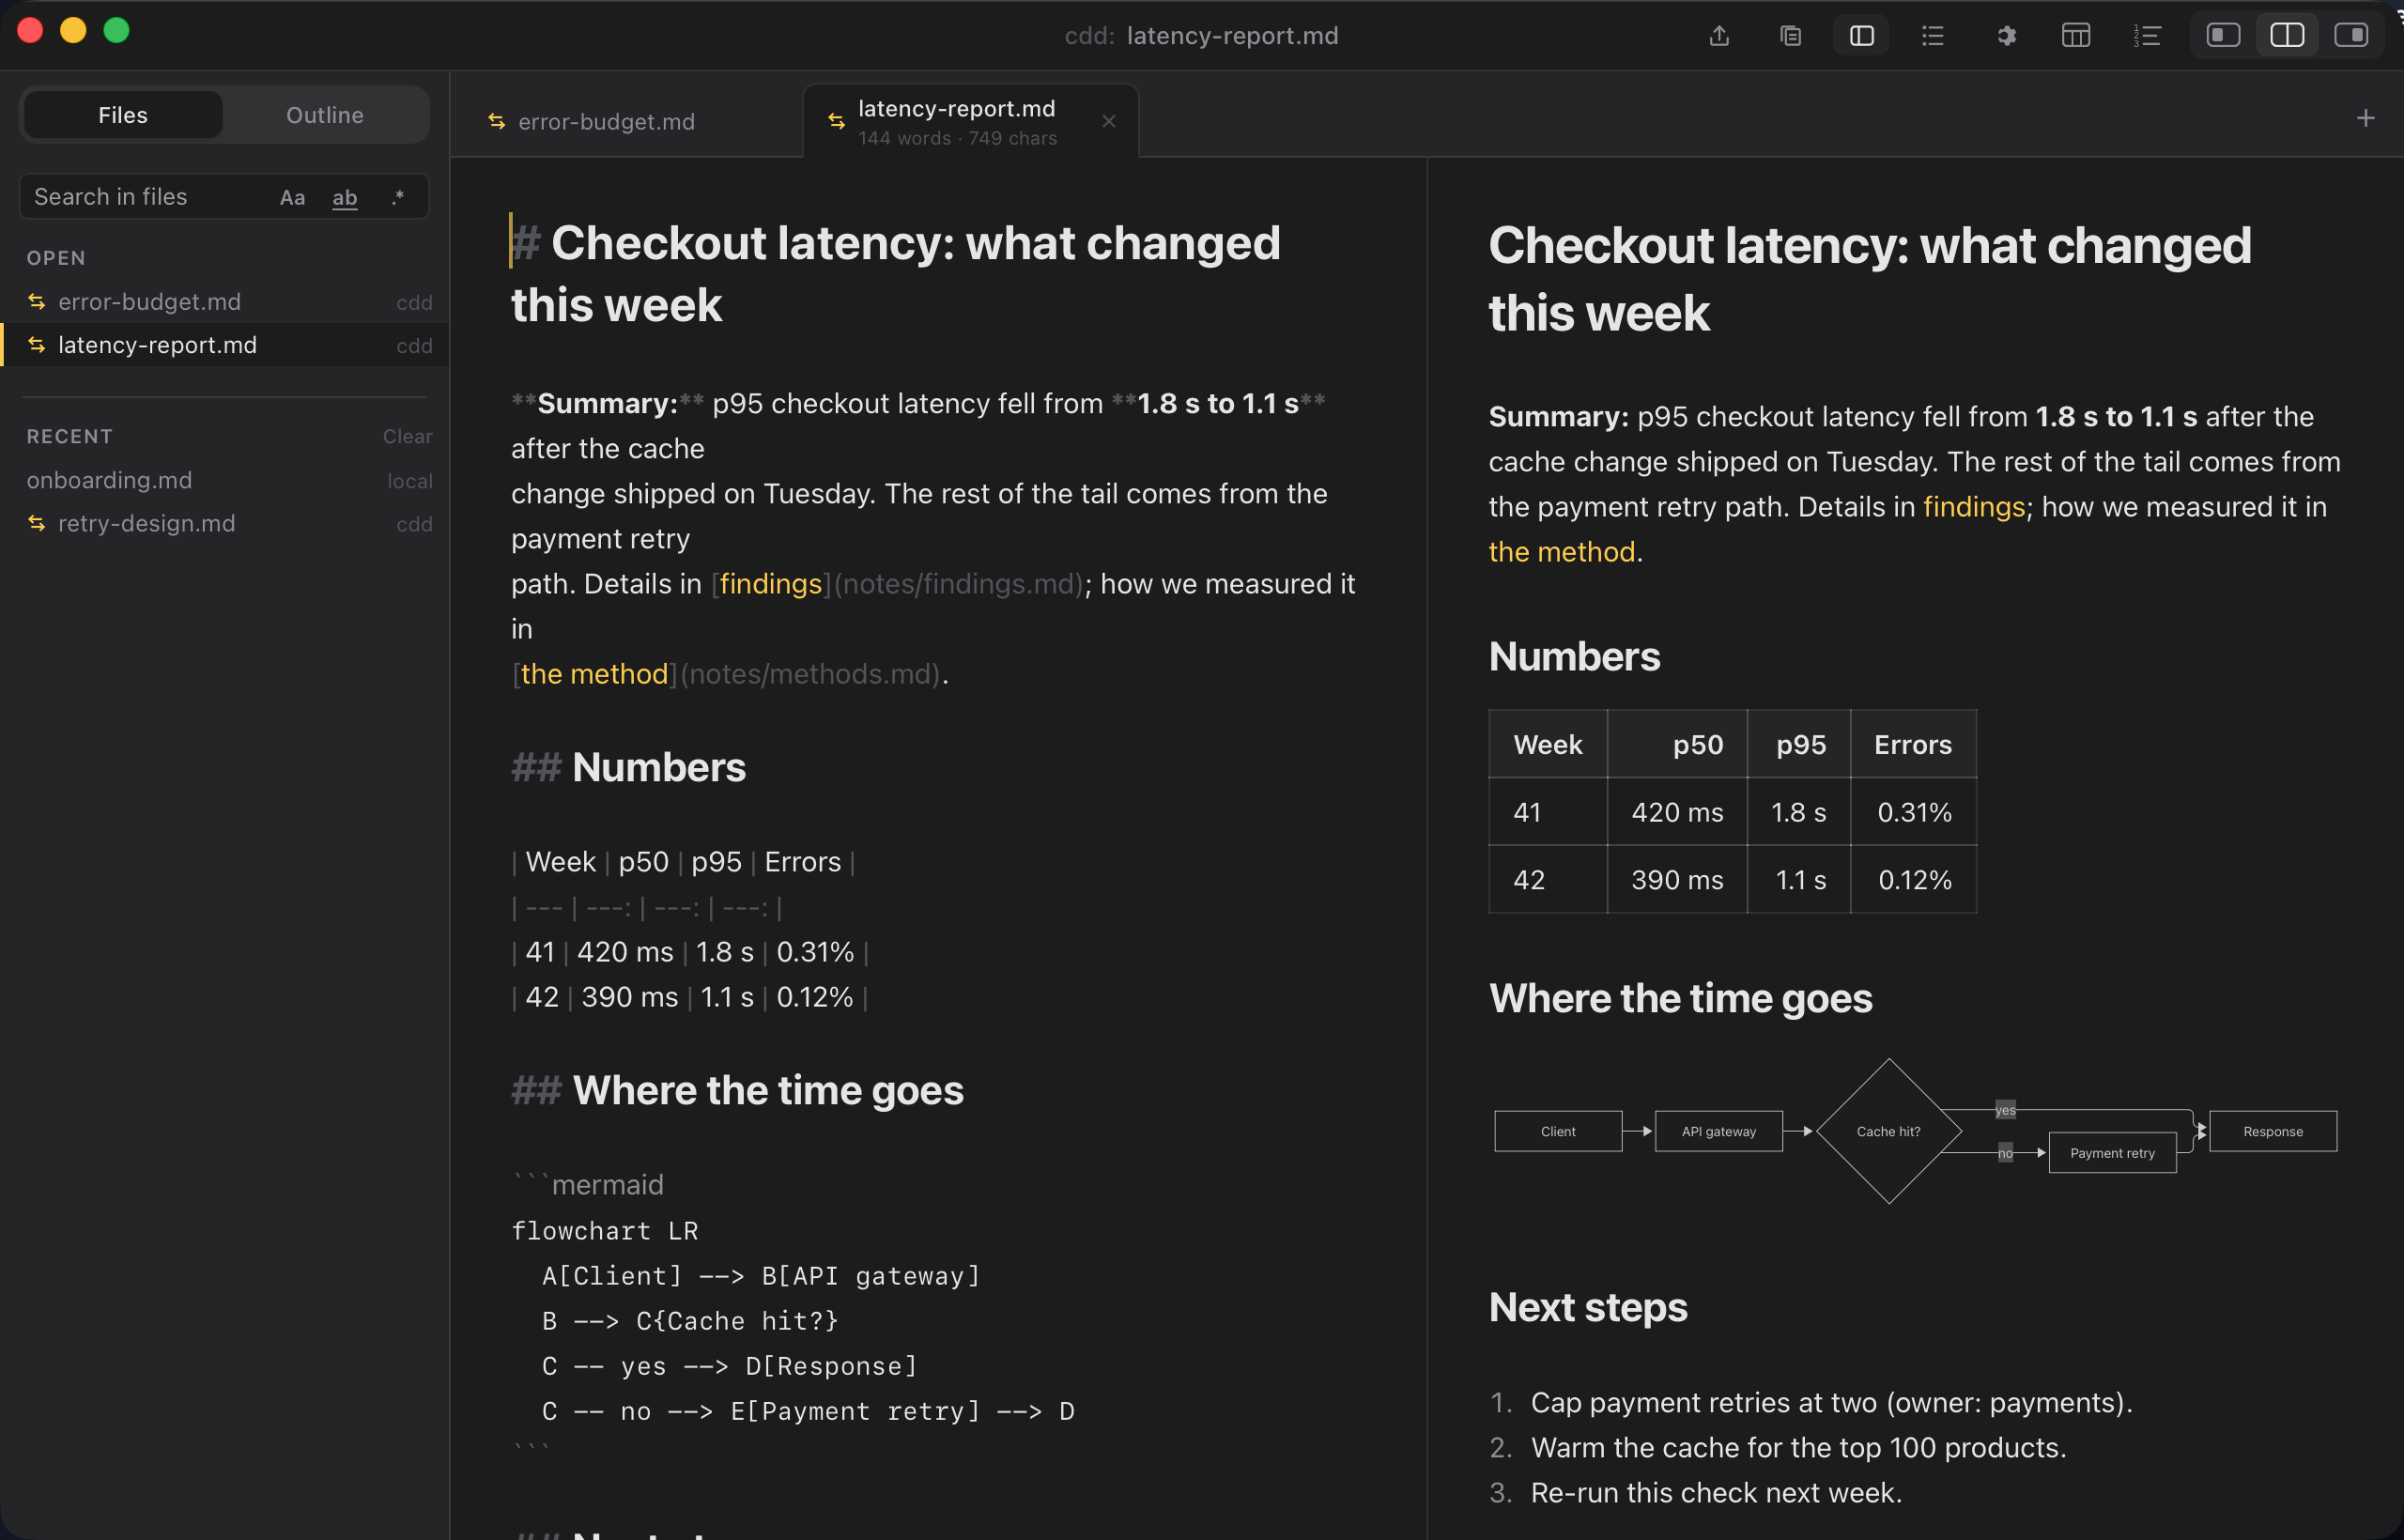 cdd: latency-report.md
Files
Outline
Search in files
Aa
ab
.*
OPEN
error-budget.md cdd
latency-report.md cdd
RECENT Clear
onboarding.md local
retry-design.md cdd
error-budget.md
latency-report.md
144 words · 749 chars
# Checkout latency: what changed
this week
**Summary:** p95 checkout latency fell from **1.8 s to 1.1 s**
after the cache
change shipped on Tuesday. The rest of the tail comes from the
payment retry
path. Details in [findings](notes/findings.md); how we measured it
in
[the method](notes/methods.md).
## Numbers
| Week | p50 | p95 | Errors |
| --- | ---: | ---: | ---: |
| 41 | 420 ms | 1.8 s | 0.31% |
| 42 | 390 ms | 1.1 s | 0.12% |
## Where the time goes
```mermaid
flowchart LR
  A[Client] --> B[API gateway]
  B --> C{Cache hit?}
  C -- yes --> D[Response]
  C -- no --> E[Payment retry] --> D
```
Checkout latency: what changed
this week
Summary: p95 checkout latency fell from 1.8 s to 1.1 s after the
cache change shipped on Tuesday. The rest of the tail comes from
the payment retry path. Details in findings; how we measured it in
the method.
Numbers
Week p50 p95 Errors
41 420 ms 1.8 s 0.31%
42 390 ms 1.1 s 0.12%
Where the time goes
Client
API gateway
Cache hit?
yes
no
Payment retry
Response
Next steps
1. Cap payment retries at two (owner: payments).
2. Warm the cache for the top 100 products.
3. Re-run this check next week.